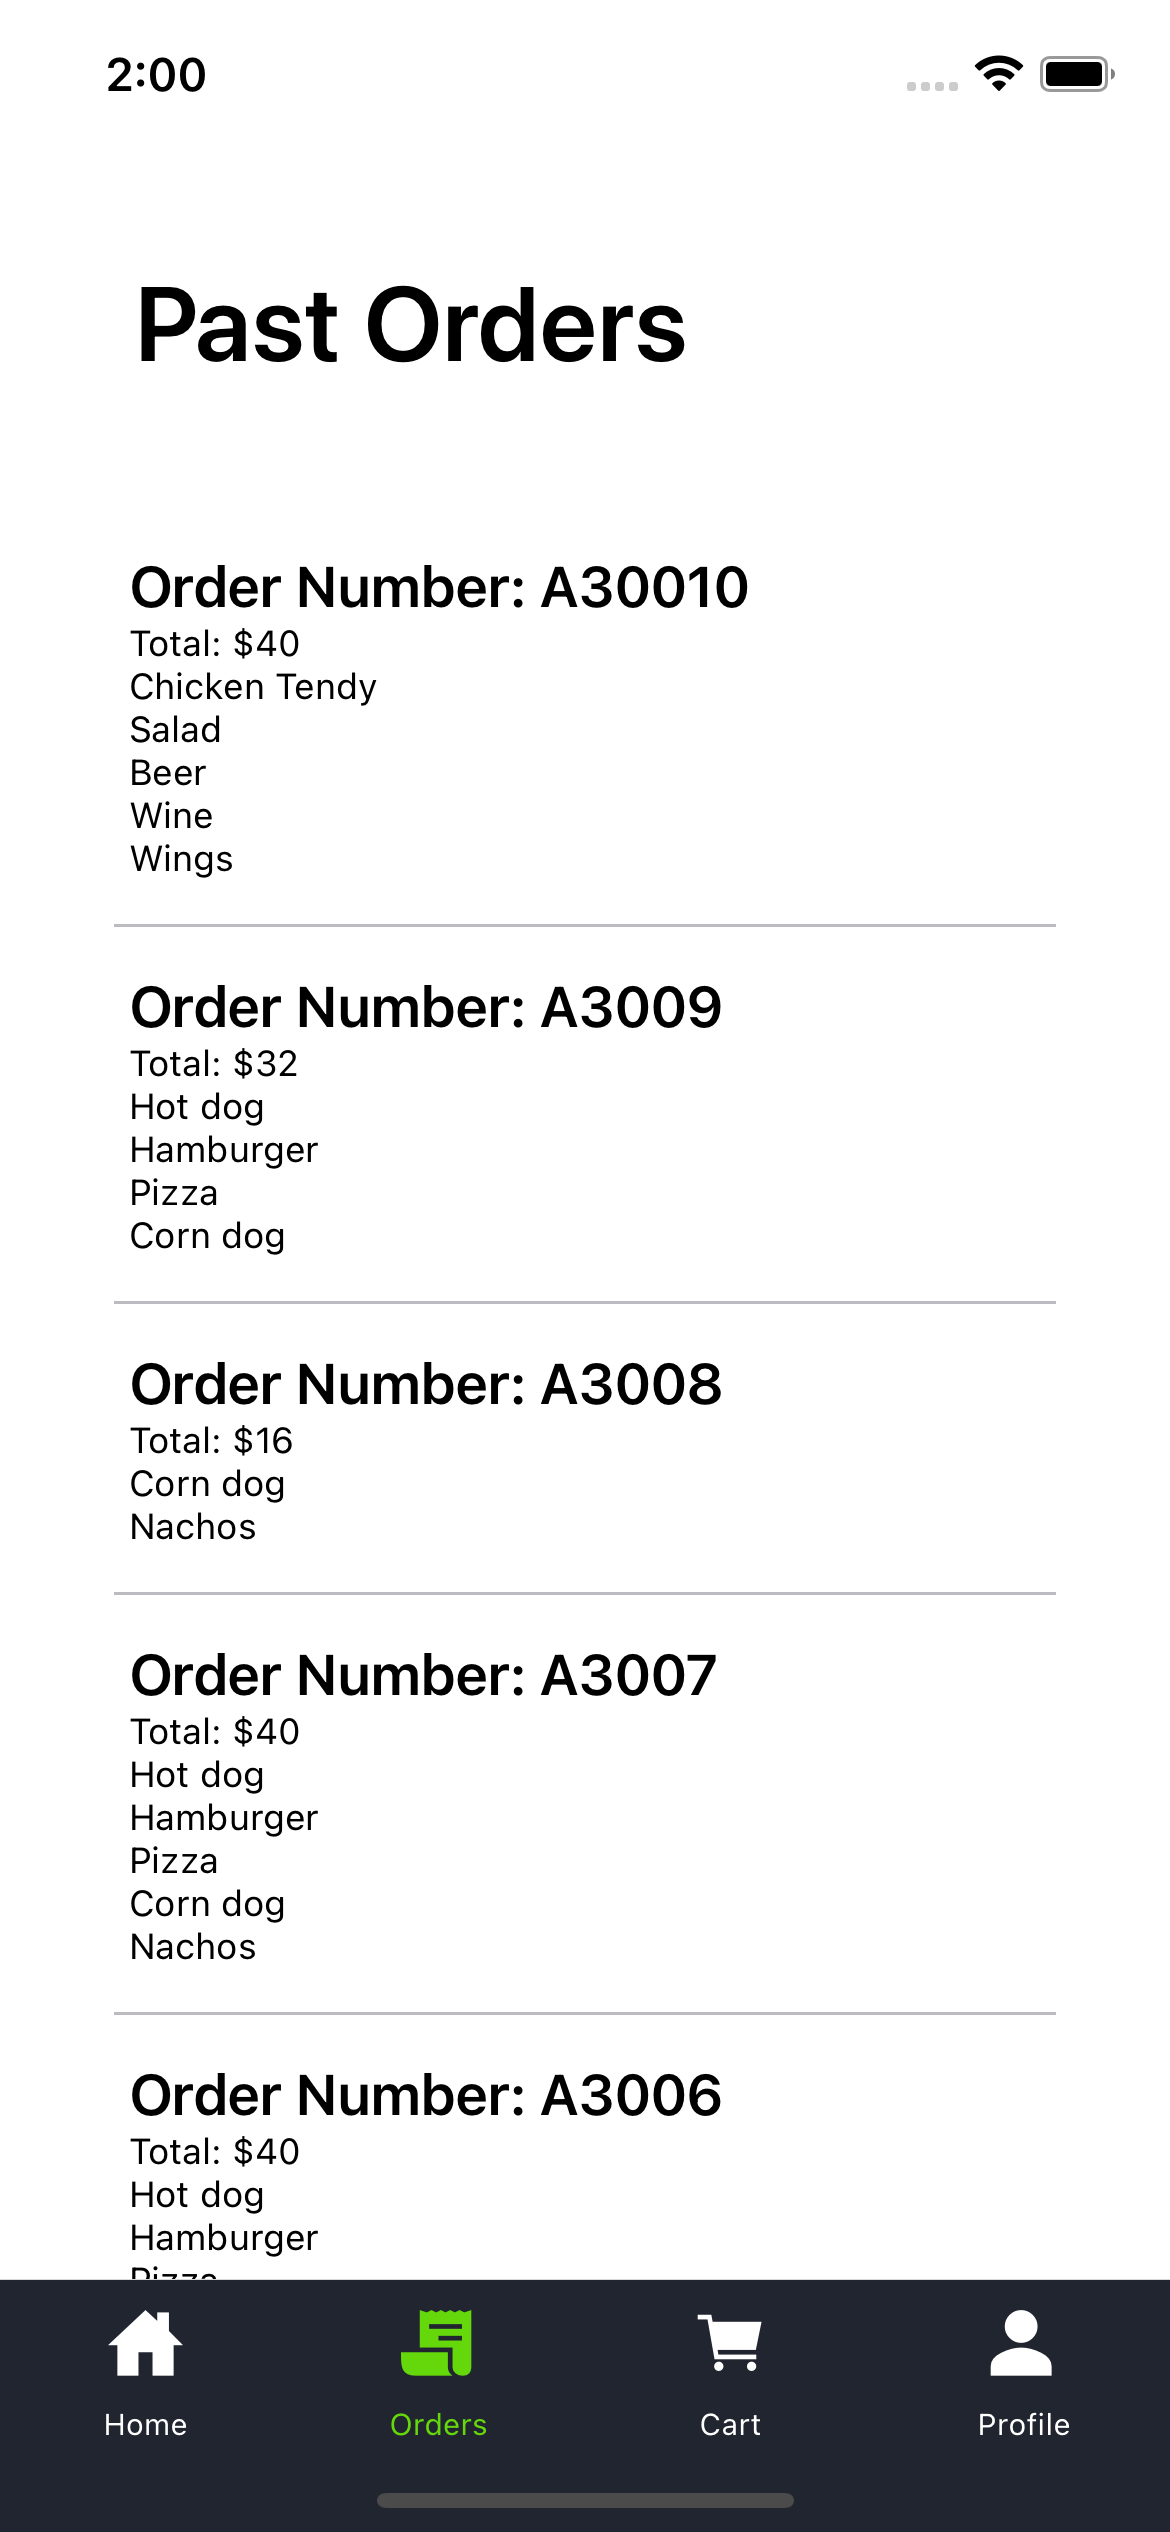 2:00
Past Orders
Order Number: A30010
Total: $40
Chicken Tendy
Salad
Beer
Wine
Wings
Order Number: A3009
Total: $32
Hot dog
Hamburger
Pizza
Corn dog
Order Number: A3008
Total: $16
Corn dog
Nachos
Order Number: A3007
Total: $40
Hot dog
Hamburger
Pizza
Corn dog
Nachos
Order Number: A3006
Total: $40
Hot dog
Hamburger
Pizza
Home Orders Cart Profile